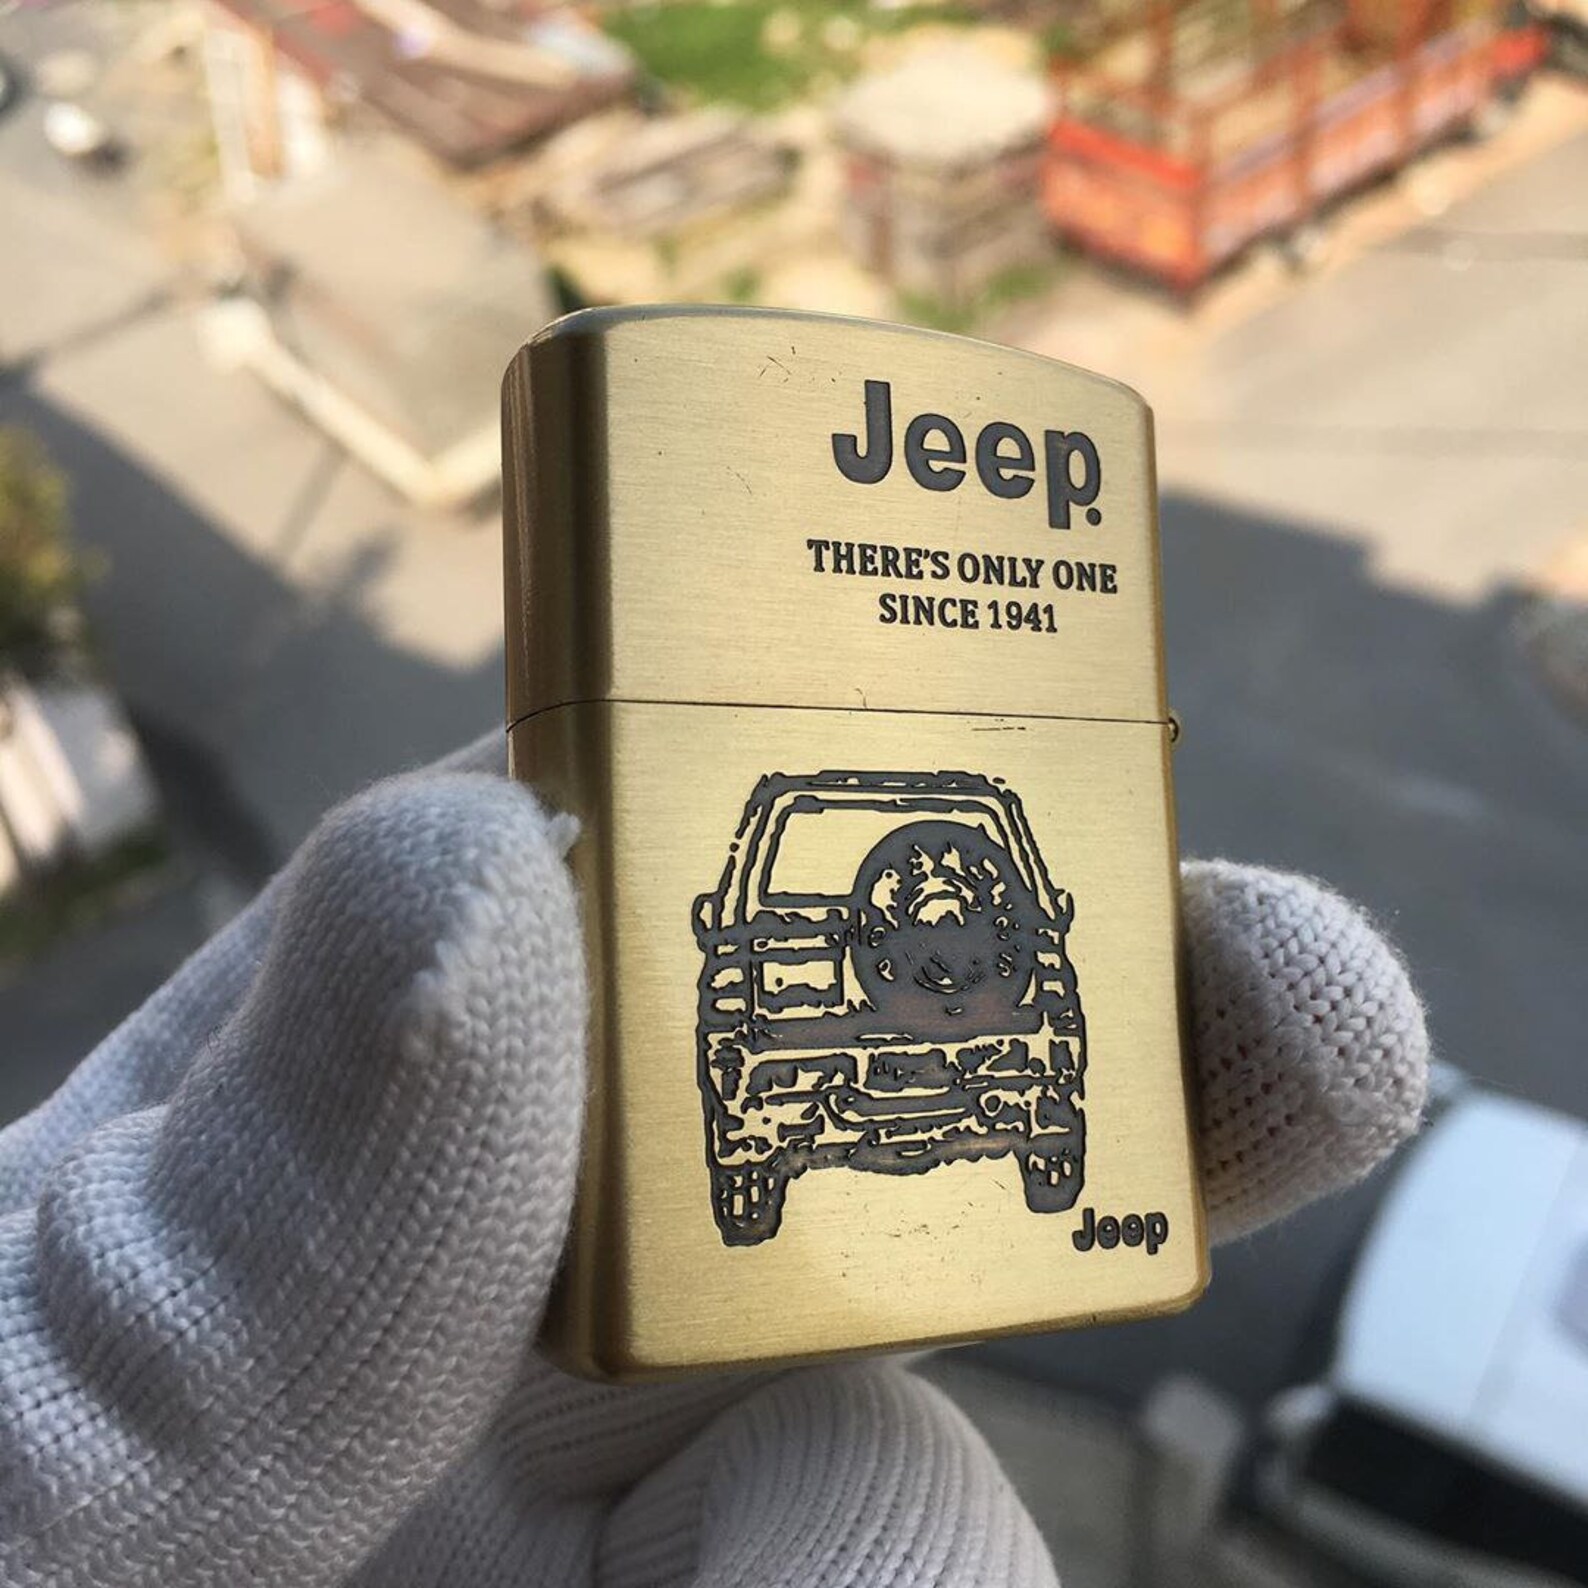 Jeep.
THERE'S ONLY ONE
SINCE 1941
Jeep